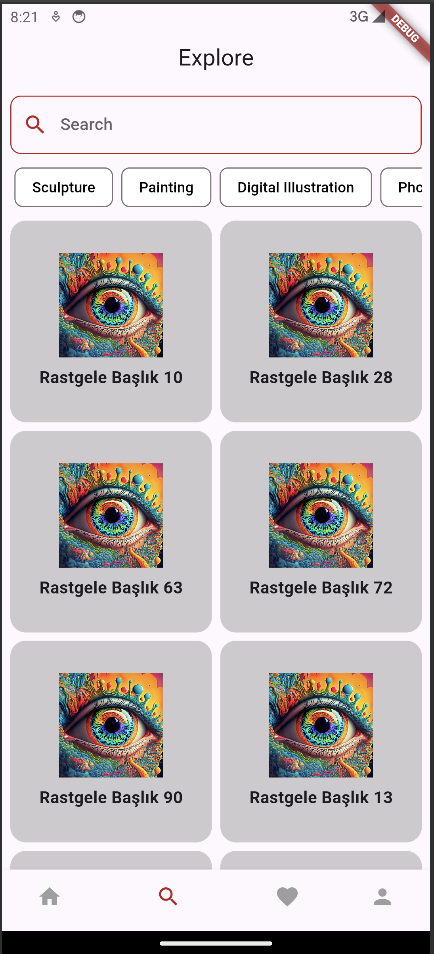 8:21
3G
DEBUG
Explore
Search
Sculpture Painting Digital Illustration Pho
Rastgele Başlık 10 Rastgele Başlık 28
Rastgele Başlık 63 Rastgele Başlık 72
Rastgele Başlık 90 Rastgele Başlık 13